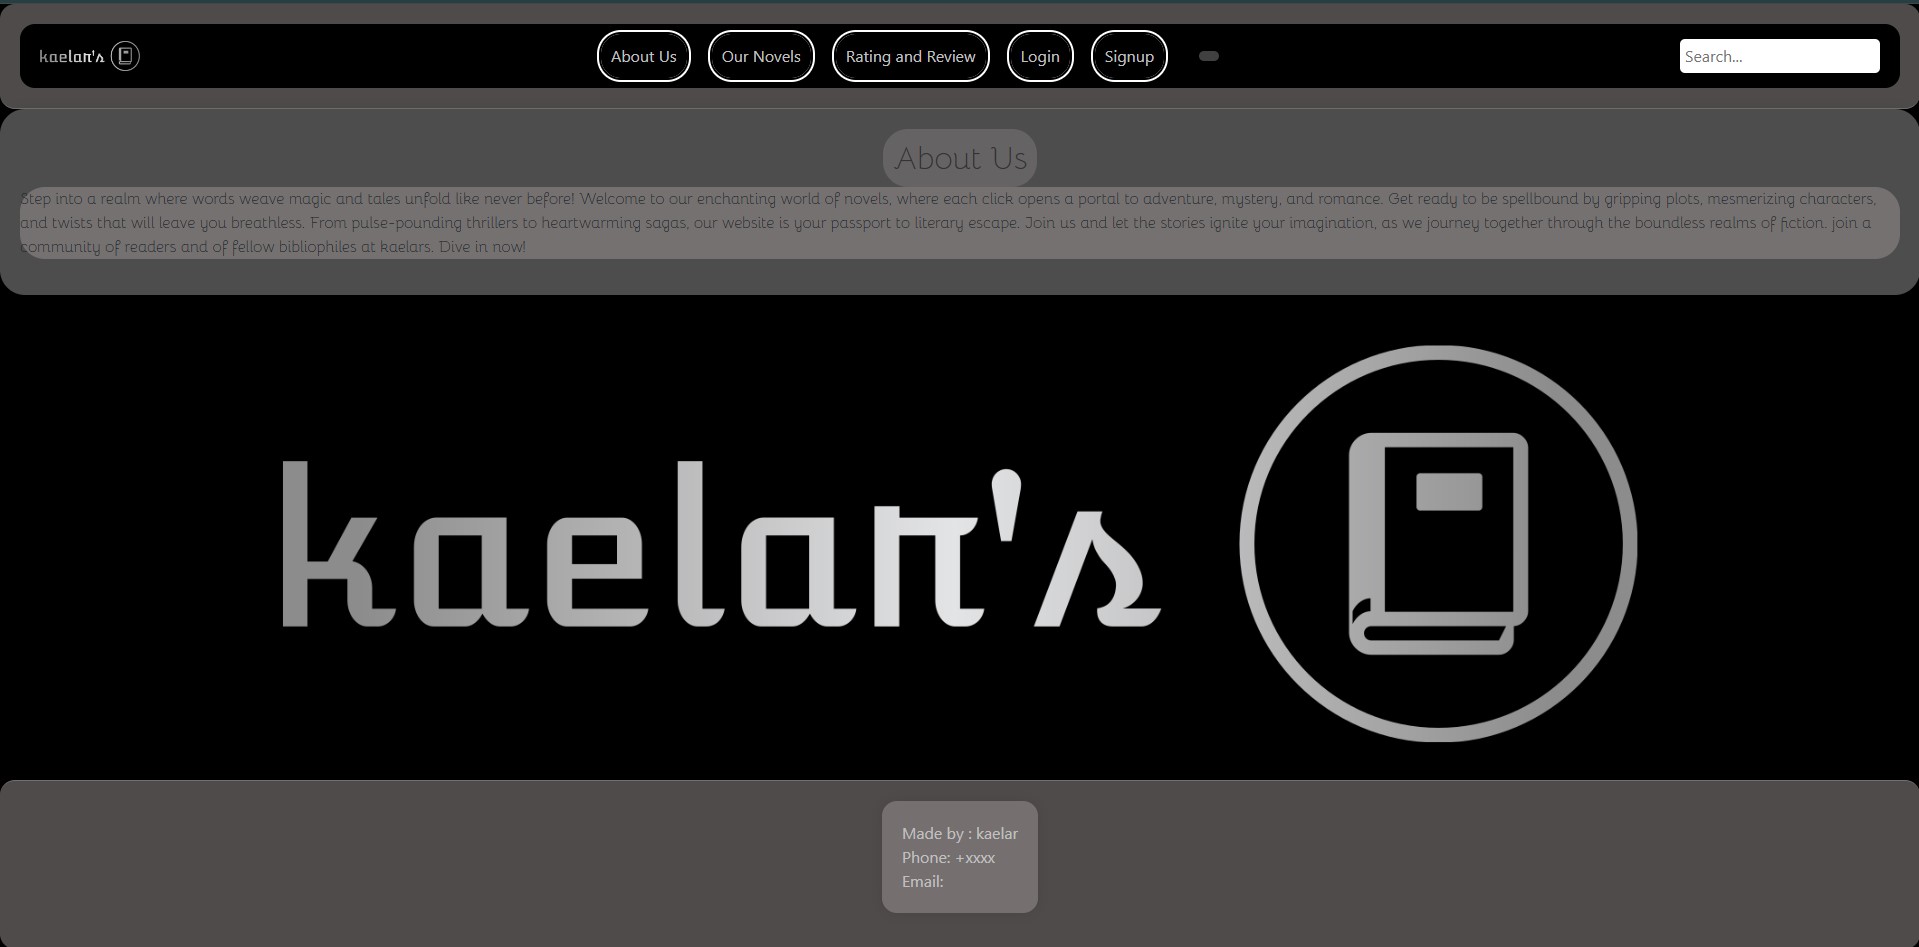 kaelar's
About Us
Our Novels
Rating and Review
Login
Signup
Search...
About Us
Step into a realm where words weave magic and tales unfold like never before! Welcome to our enchanting world of novels, where each click opens a portal to adventure, mystery, and romance. Get ready to be spellbound by gripping plots, mesmerizing characters,
and twists that will leave you breathless. From pulse-pounding thrillers to heartwarming sagas, our website is your passport to literary escape. Join us and let the stories ignite your imagination, as we journey together through the boundless realms of fiction. join a
community of readers and of fellow bibliophiles at kaelars. Dive in now!
kaelar's
Made by : kaelar
Phone: +xxxx
Email: